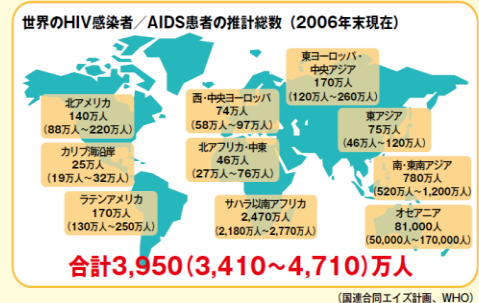 世界のHIV感染者／AIDS患者の推計総数（2006年末現在）
東ヨーロッパ・
中央アジア
170万人
（120万人～260万人）
北アメリカ
140万人
（88万人～220万人）
西・中央ヨーロッパ
74万人
（58万人～97万人）
東アジア
75万人
（46万人～120万人）
カリブ海沿岸
25万人
（19万人～32万人）
北アフリカ・中東
46万人
（27万人～76万人）
南・東南アジア
780万人
（520万人～1,200万人）
ラテンアメリカ
170万人
（130万人～250万人）
サハラ以南アフリカ
2,470万人
（2,180万人～2,770万人）
オセアニア
81,000人
（50,000人～170,000人）
合計3,950（3,410～4,710）万人
（国連合同エイズ計画、WHO）